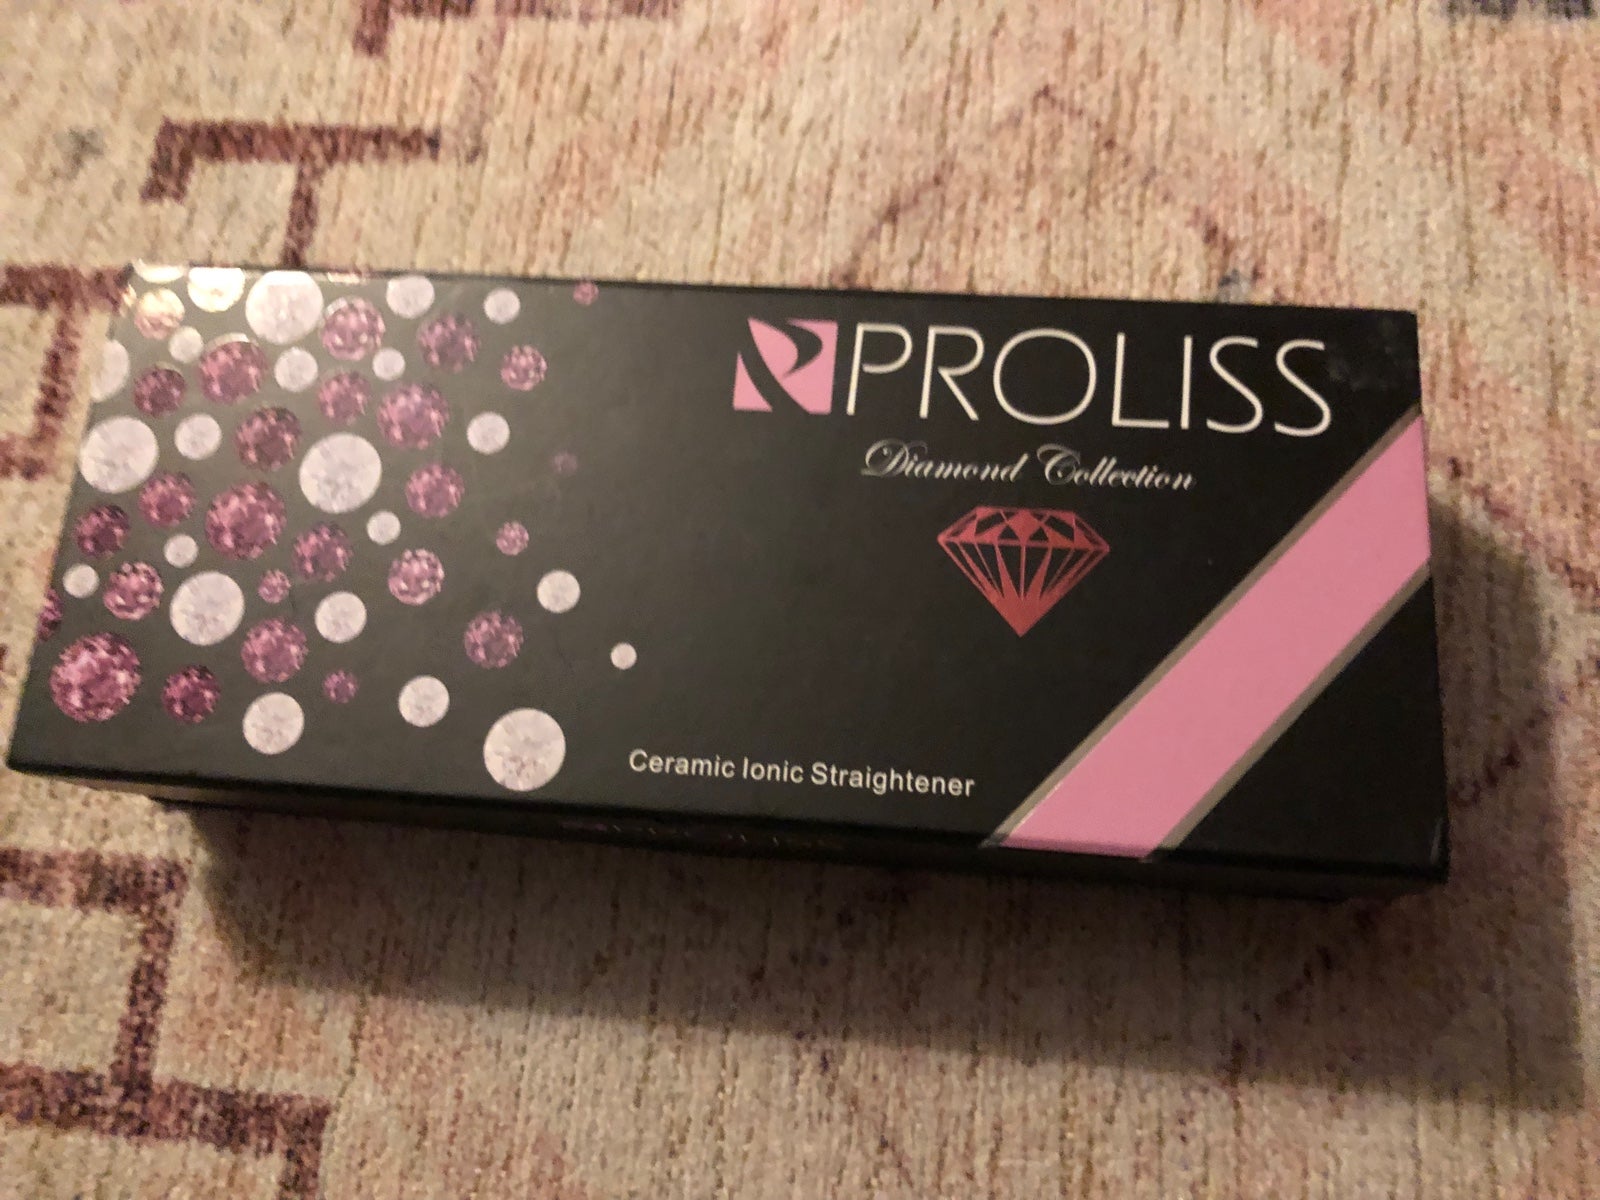 PROLISS
Diamond Collection
Ceramic Ionic Straightener